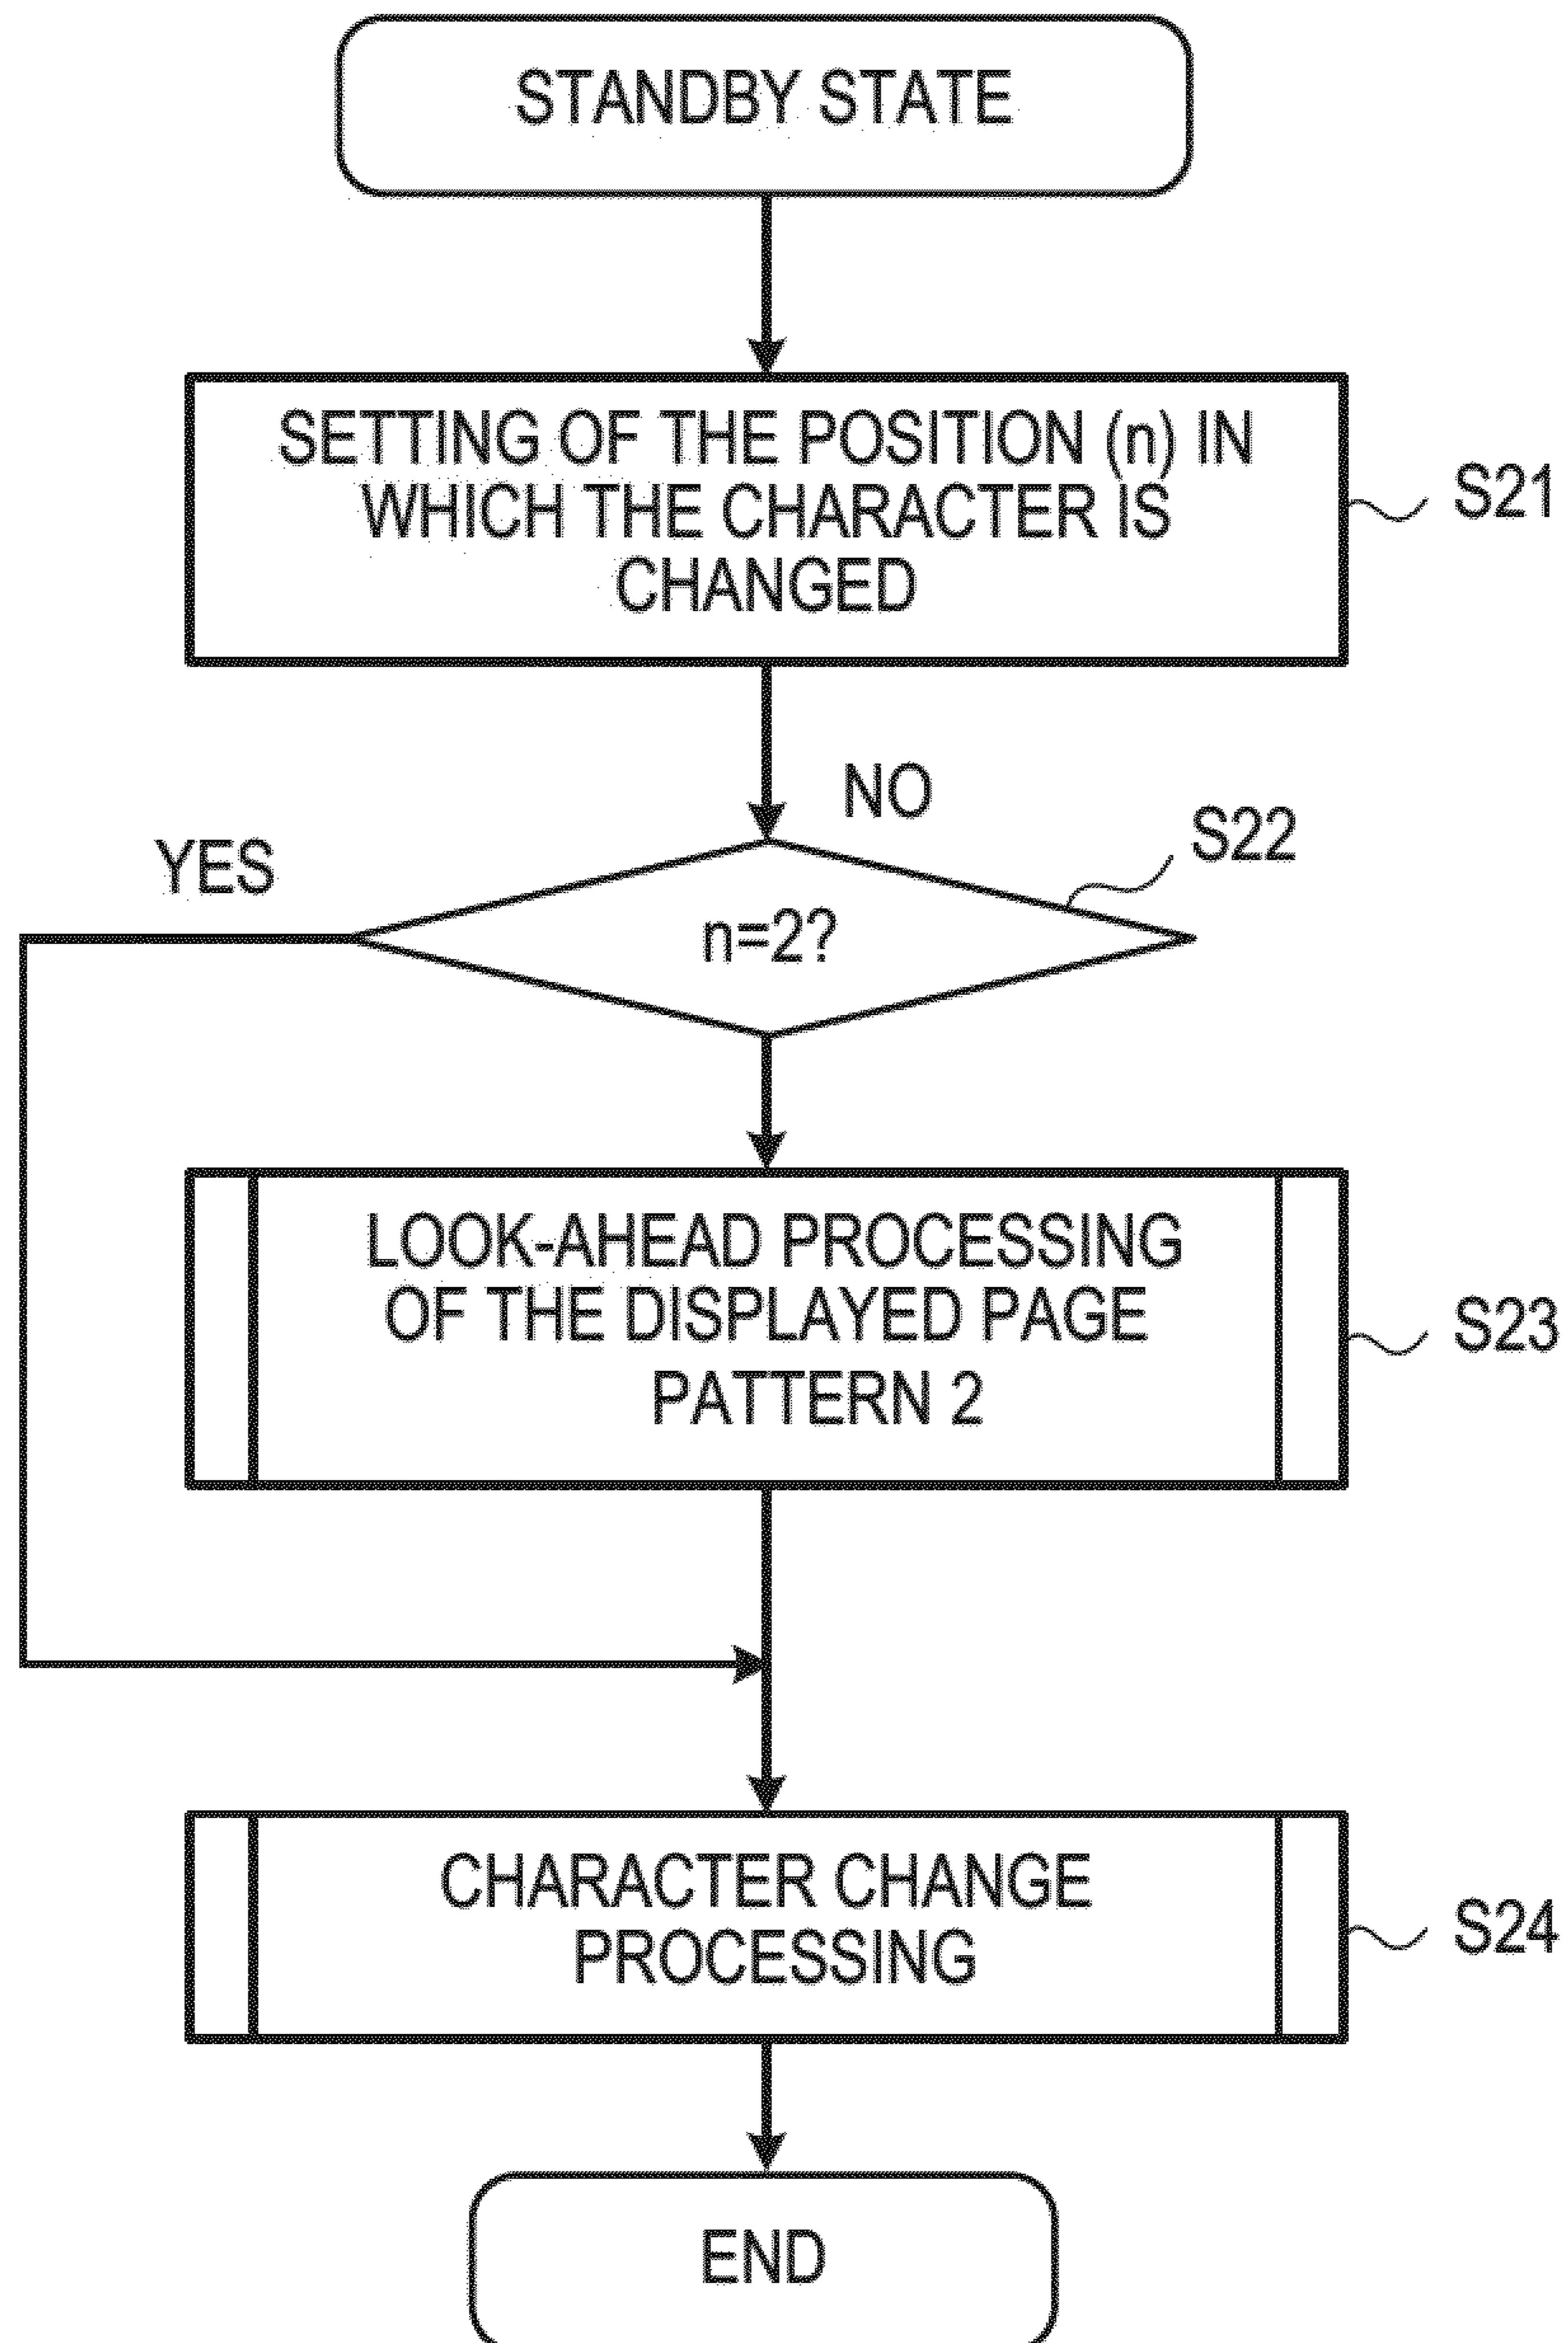 STANDBY STATE
SETTING OF THE POSITION (n) IN
WHICH THE CHARACTER IS
CHANGED
S21
NO
YES
S22
n=2?
LOOK-AHEAD PROCESSING
OF THE DISPLAYED PAGE
PATTERN 2
S23
CHARACTER CHANGE
PROCESSING
S24
END